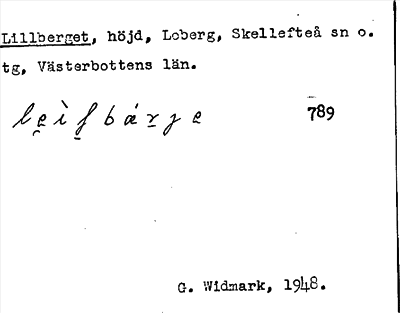 Lillberget, höjd, Loberg, Skellefteå sn o.
tg, Västerbottens län.
789
G. Widmark, 1948.